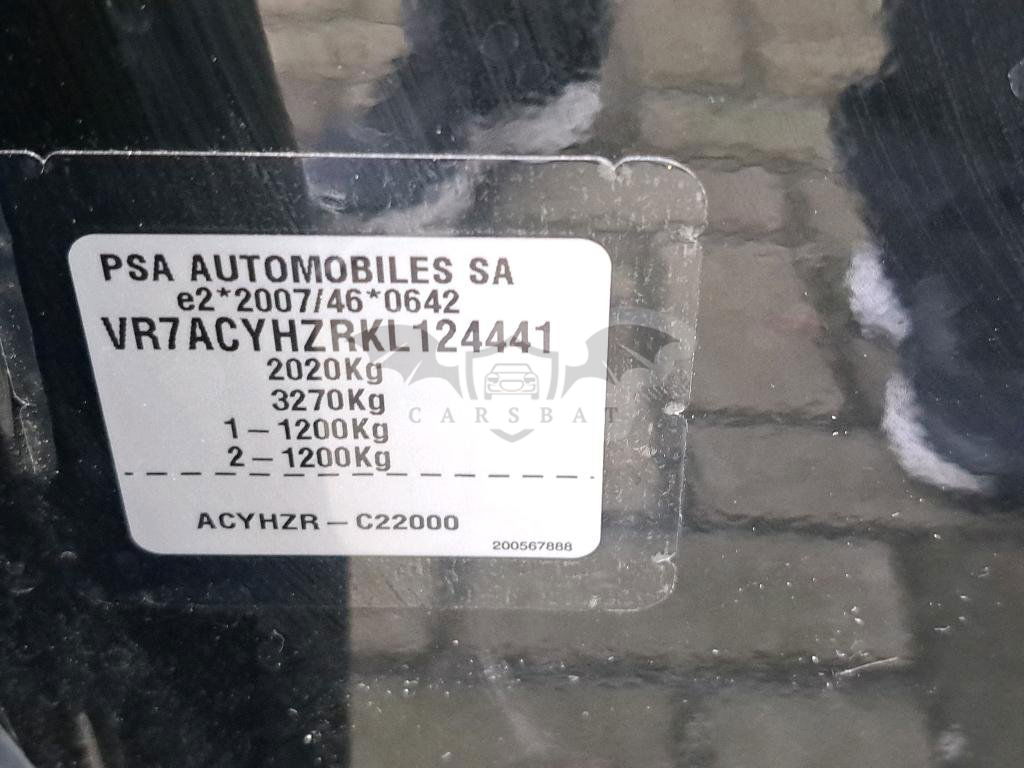 PSA AUTOMOBILES SA
e2*2007/46*0642
VR7ACYHZRKL124441
2020Kg
3270Kg
1-1200Kg
2-1200Kg
CARSBAT
ACYHZR-C22000
200567888